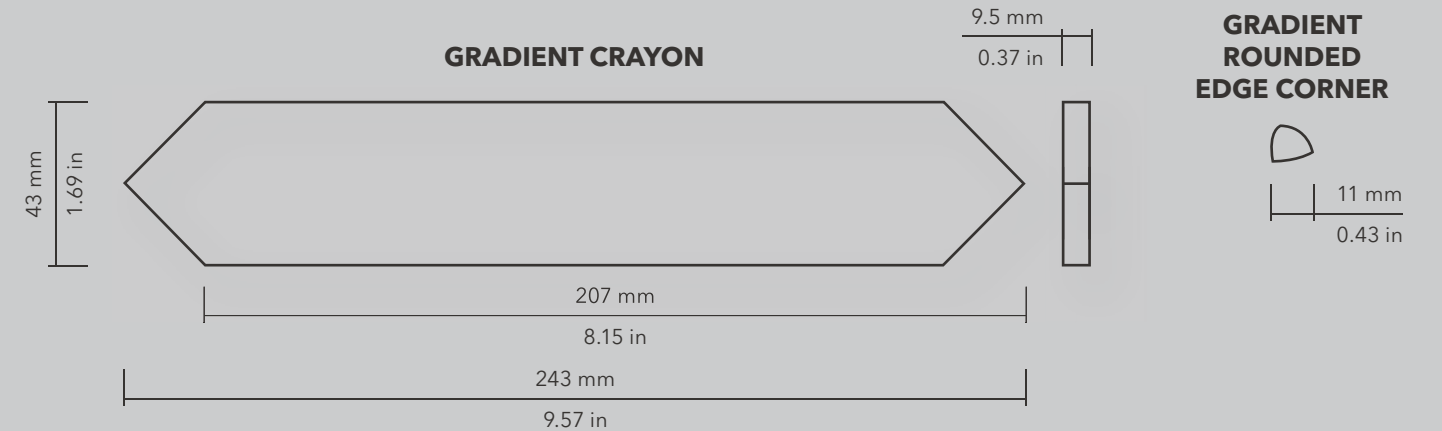 GRADIENT CRAYON
9.5 mm
0.37 in
GRADIENT
ROUNDED
EDGE CORNER
43 mm
1.69 in
11 mm
0.43 in
207 mm
8.15 in
243 mm
9.57 in